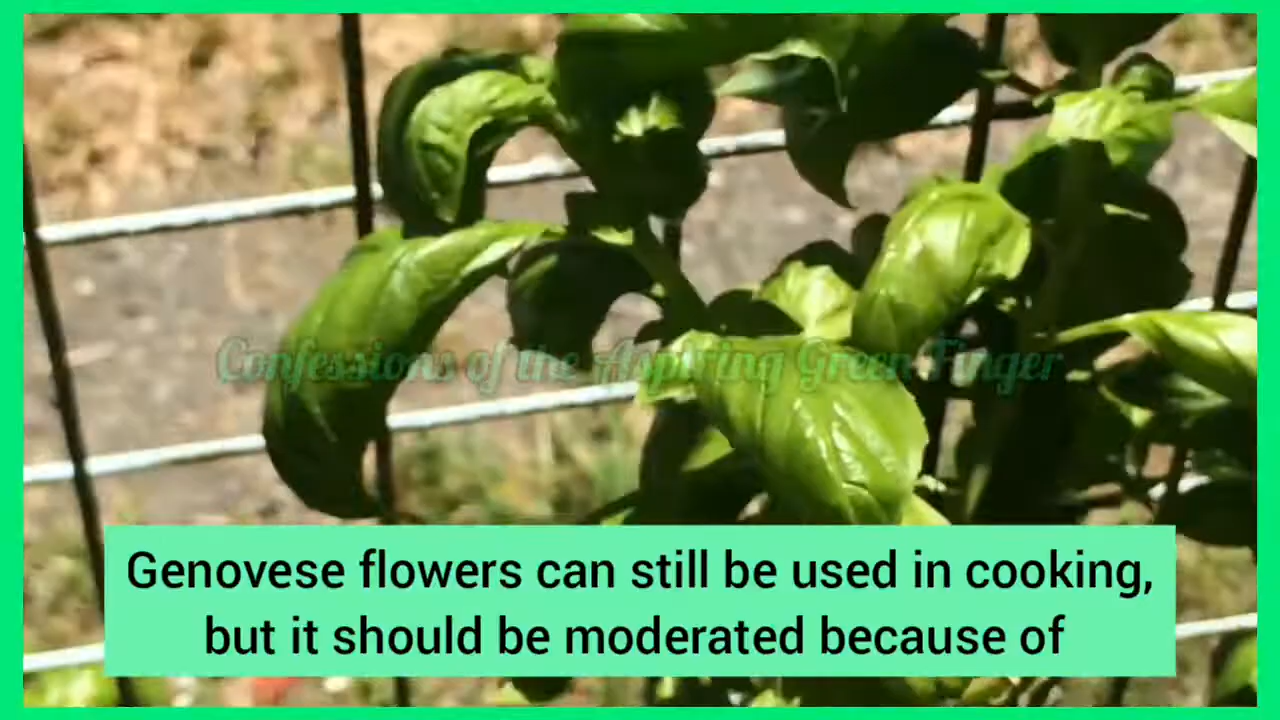 Confessions of the Aspiring Green Finger
Genovese flowers can still be used in cooking,
but it should be moderated because of